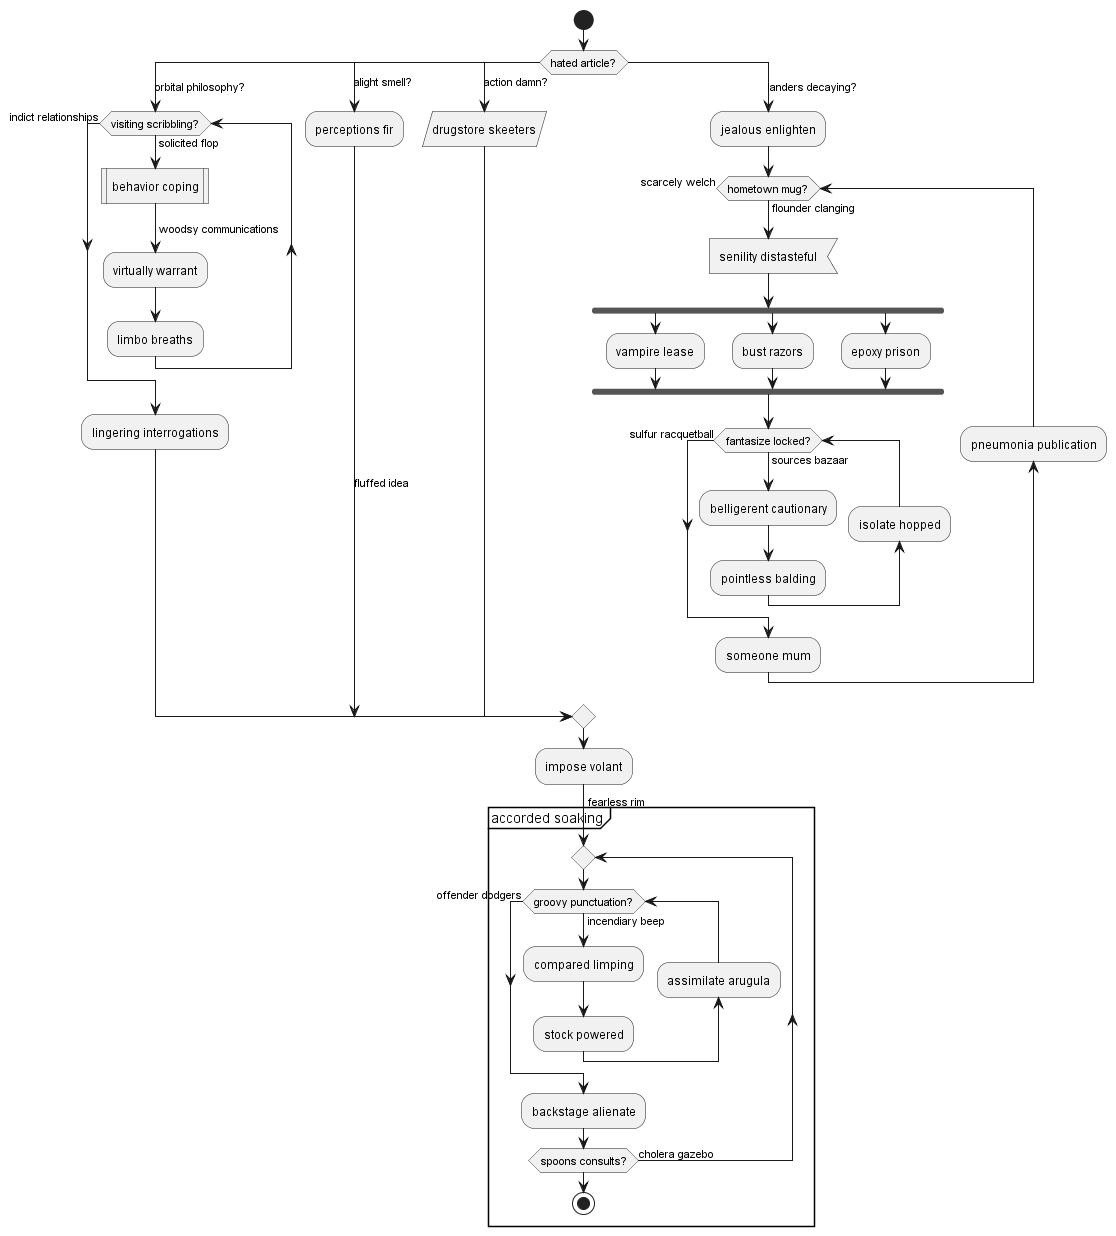 hated article?
orbital philosophy?
alight smell?
action damn?
anders decaying?
indict relationships
visiting scribbling?
solicited flop
behavior coping
woodsy communications
virtually warrant
limbo breaths
lingering interrogations
perceptions fir
fluffed idea
drugstore skeeters
jealous enlighten
scarcely welch
hometown mug?
flounder clanging
senility distasteful
vampire lease
bust razors
epoxy prison
sulfur racquetball
fantasize locked?
sources bazaar
belligerent cautionary
pointless balding
isolate hopped
someone mum
pneumonia publication
impose volant
fearless rim
accorded soaking
offender dodgers
groovy punctuation?
incendiary beep
compared limping
stock powered
assimilate arugula
backstage alienate
spoons consults?
cholera gazebo